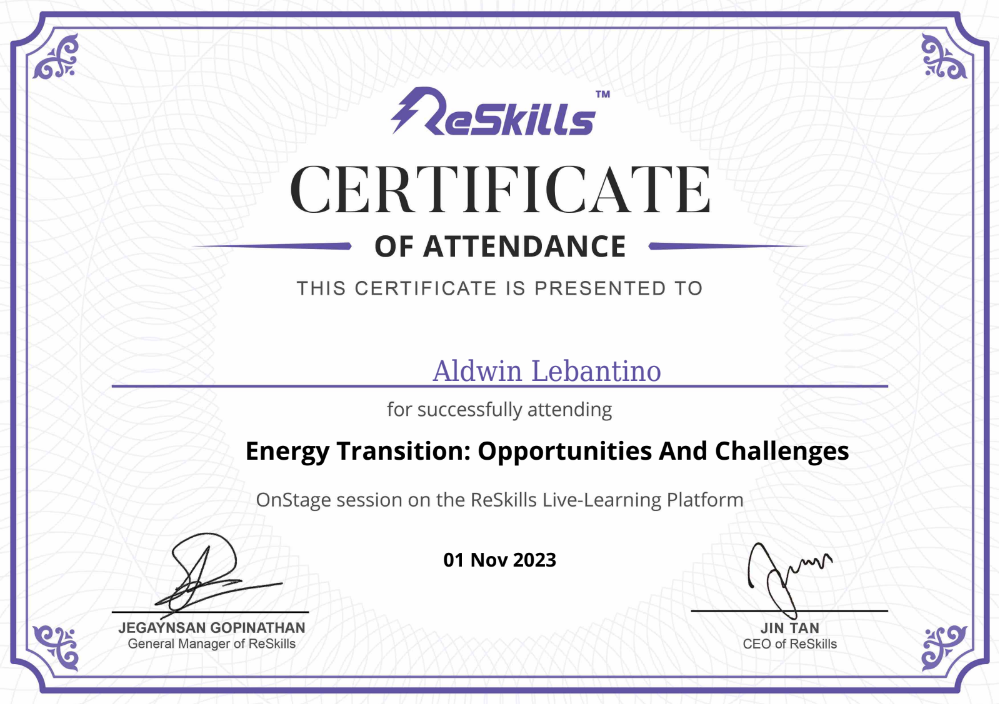 ReSkills™
CERTIFICATE
OF ATTENDANCE
THIS CERTIFICATE IS PRESENTED TO
Aldwin Lebantino
for successfully attending
Energy Transition: Opportunities And Challenges
OnStage session on the ReSkills Live-Learning Platform
01 Nov 2023
JEGAYNSAN GOPINATHAN
General Manager of ReSkills
JIN TAN
CEO of ReSkills